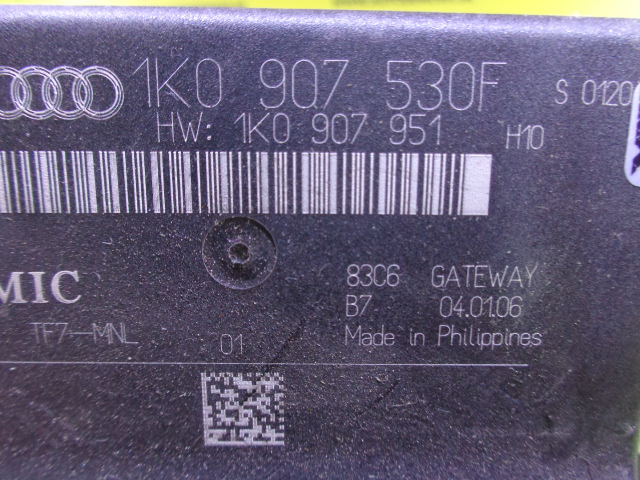 1K0 907 530F S 0120
HW: 1K0 907 951 H10
MIC 8306 GATEWAY
B7 04.01.06
TF7-MNL 01 Made in Philippines